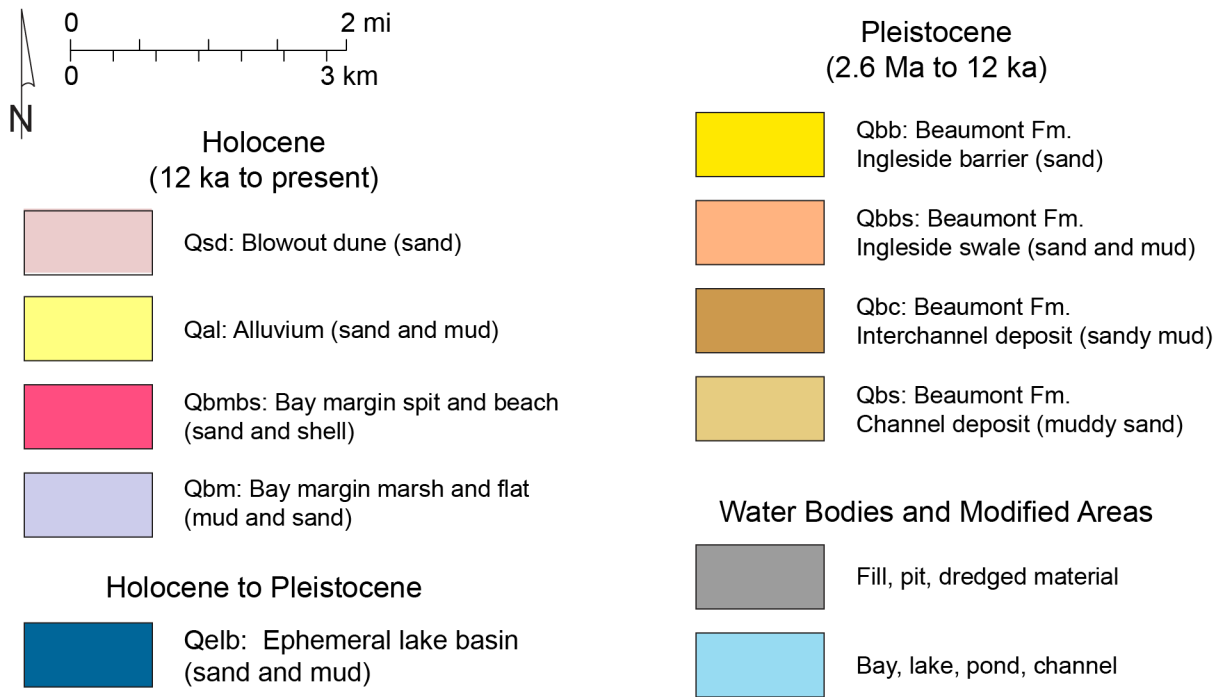 0 2 mi
0 3 km
N
Holocene
(12 ka to present)
Qsd: Blowout dune (sand)
Qal: Alluvium (sand and mud)
Qbmbs: Bay margin spit and beach
(sand and shell)
Qbm: Bay margin marsh and flat
(mud and sand)
Holocene to Pleistocene
Qelb: Ephemeral lake basin
(sand and mud)
Pleistocene
(2.6 Ma to 12 ka)
Qbb: Beaumont Fm.
Ingleside barrier (sand)
Qbbs: Beaumont Fm.
Ingleside swale (sand and mud)
Qbc: Beaumont Fm.
Interchannel deposit (sandy mud)
Qbs: Beaumont Fm.
Channel deposit (muddy sand)
Water Bodies and Modified Areas
Fill, pit, dredged material
Bay, lake, pond, channel